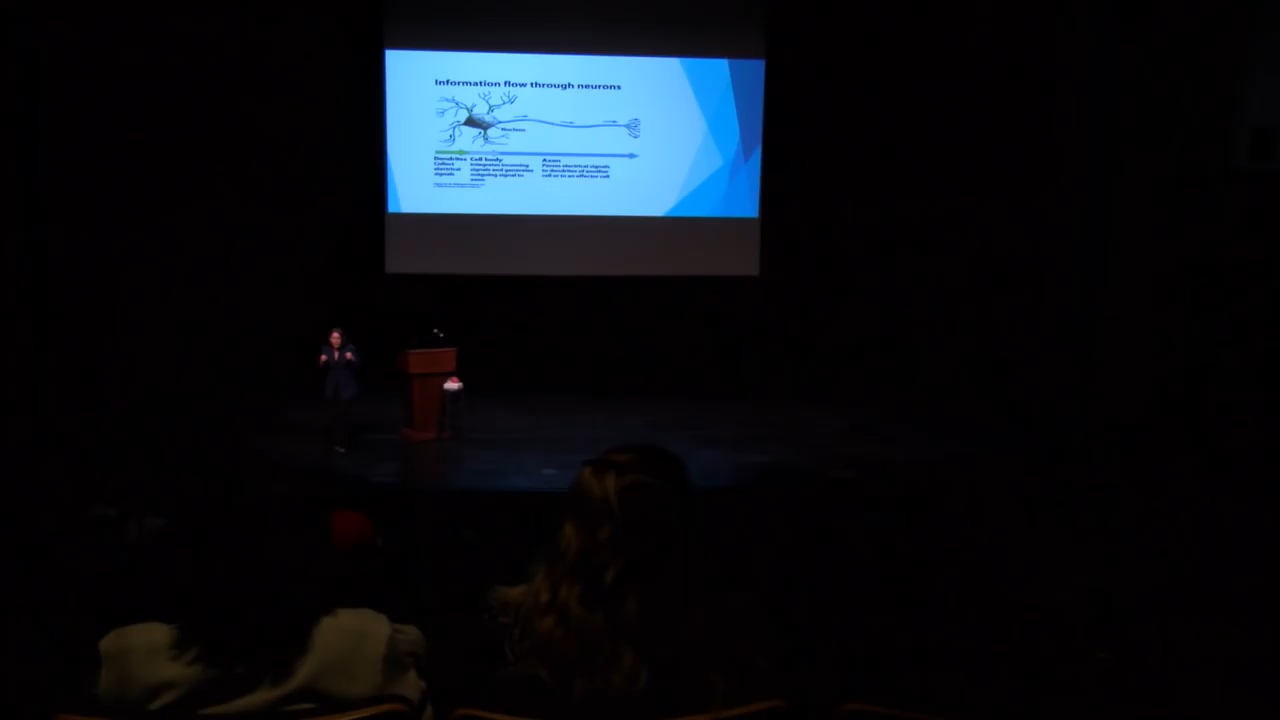 Information flow through neurons
Nucleus
Dendrites
Collect
electrical
signals
Cell body
Integrates incoming
signals and generates
outgoing signal to
axon
Axon
Passes electrical signals
to dendrites of another
cell or to an effector cell